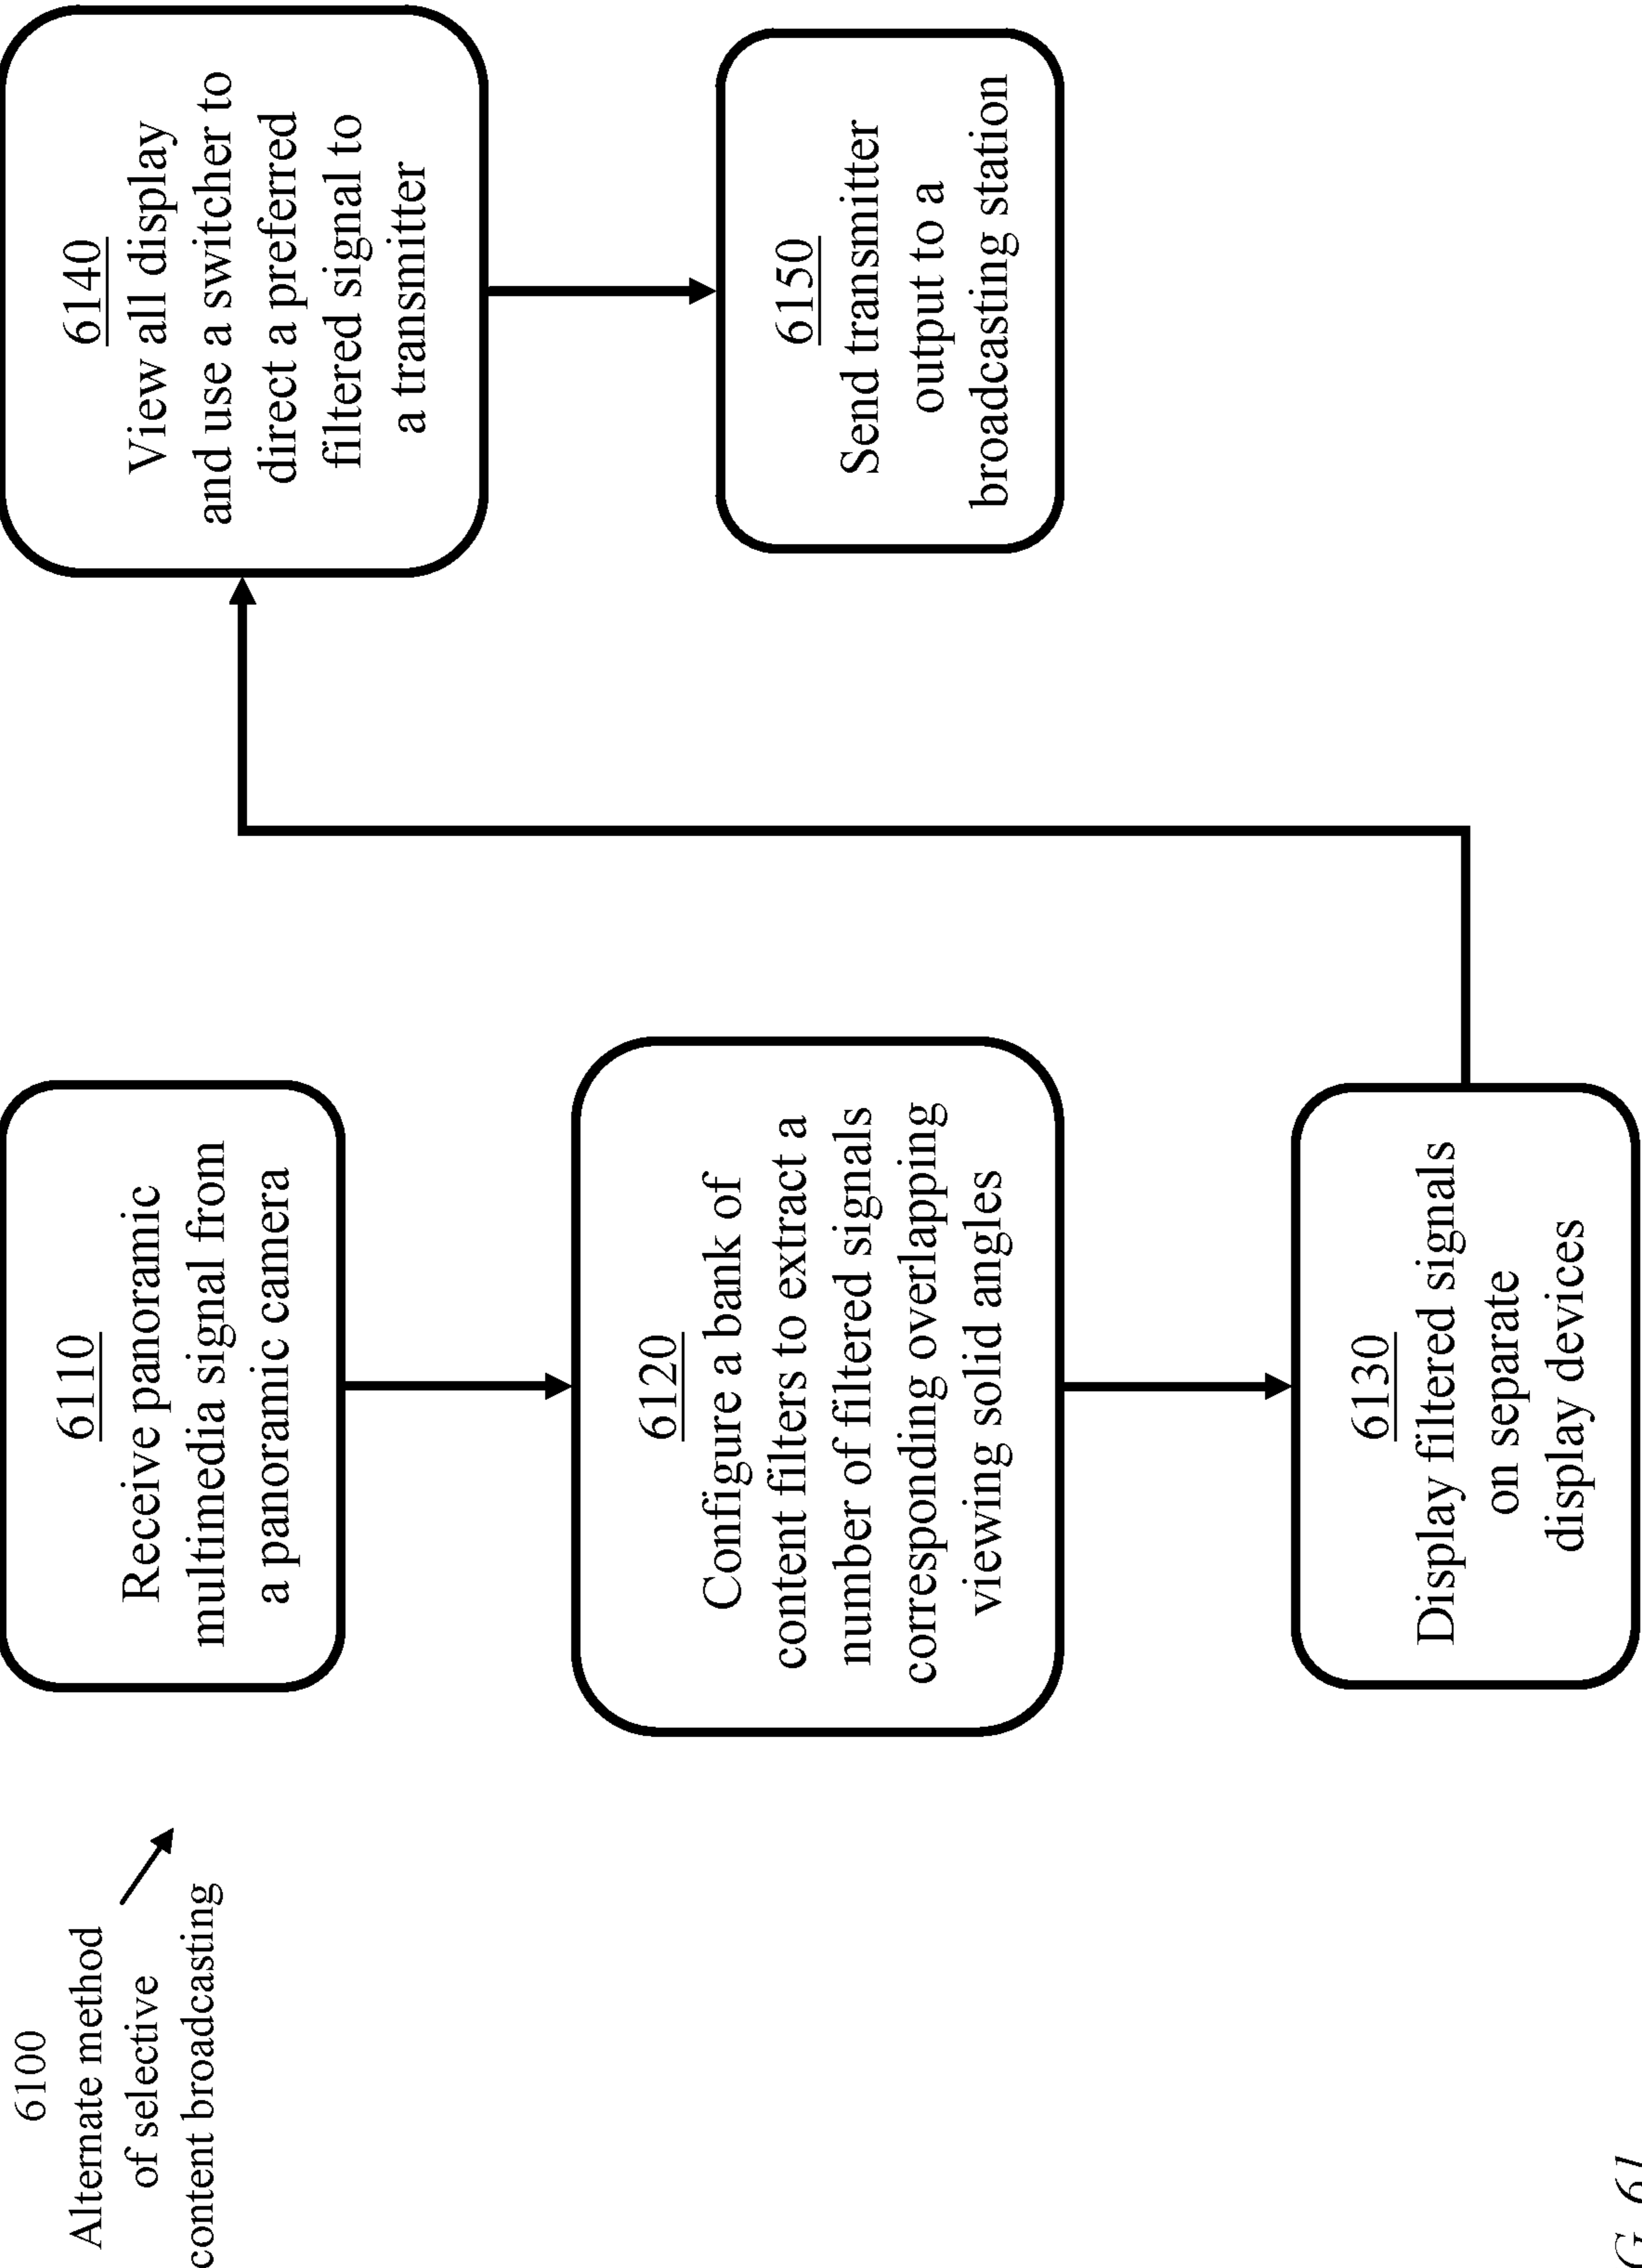 6100
Alternate method
of selective
content broadcasting
6110
Receive panoramic
multimedia signal from
a panoramic camera
6120
Configure a bank of
content filters to extract a
number of filtered signals
corresponding overlapping
viewing solid angles
6130
Display filtered signals
on separate
display devices
6140
View all display
and use a switcher to
direct a preferred
filtered signal to
a transmitter
6150
Send transmitter
output to a
broadcasting station
G. 61